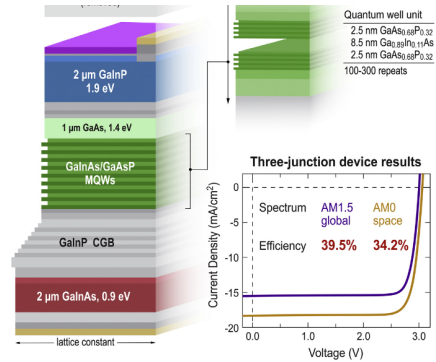 (removed)
2 µm GaInP
1.9 eV
1 µm GaAs, 1.4 eV
GaInAs/GaAsP
MQWs
GaInP CGB
2 µm GaInAs, 0.9 eV
lattice constant
Quantum well unit
2.5 nm GaAs0.68P0.32
8.5 nm Ga0.89In0.11As
2.5 nm GaAs0.68P0.32
100-300 repeats
Three-junction device results
Spectrum AM1.5 AM0
global space
Efficiency 39.5% 34.2%
Current Density (mA/cm²)
0
-5
-10
-15
-20
0.0 1.0 2.0 3.0
Voltage (V)